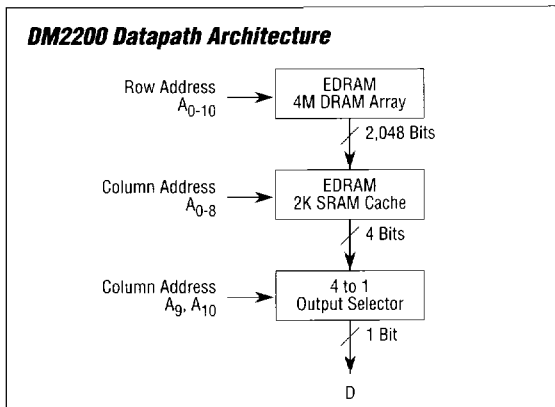 DM2200 Datapath Architecture
Row Address
A0-10
EDRAM
4M DRAM Array
2,048 Bits
Column Address
A0-8
EDRAM
2K SRAM Cache
4 Bits
Column Address
A9, A10
4 to 1
Output Selector
1 Bit
D